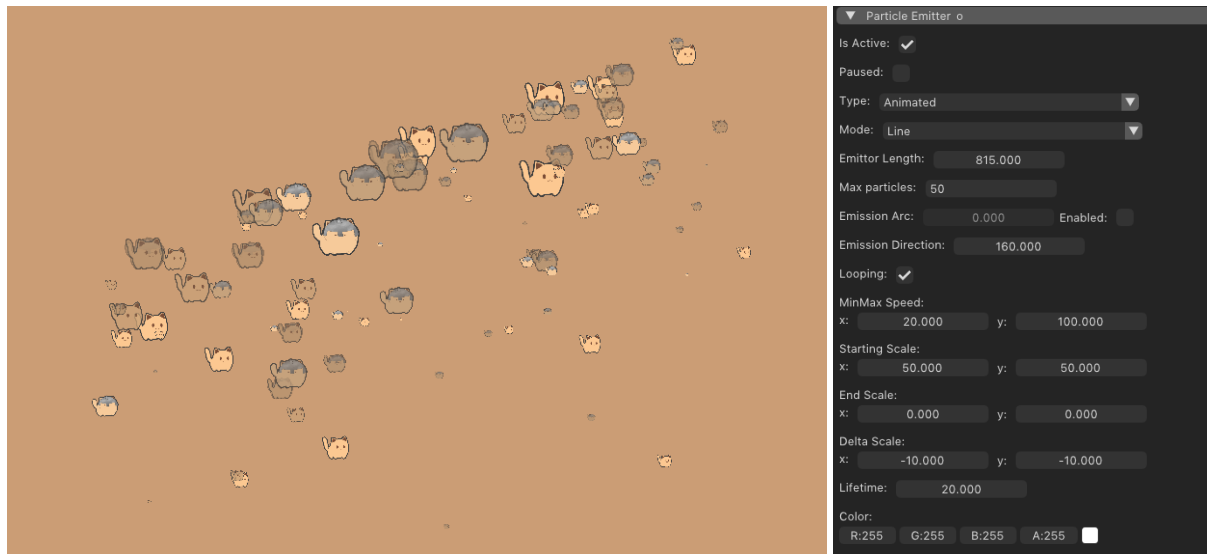 Particle Emitter o
Is Active:
Paused:
Type: Animated
Mode: Line
Emittor Length: 815.000
Max particles: 50
Emission Arc: 0.000 Enabled:
Emission Direction: 160.000
Looping:
MinMax Speed:
x: 20.000 y: 100.000
Starting Scale:
x: 50.000 y: 50.000
End Scale:
x: 0.000 y: 0.000
Delta Scale:
x: -10.000 y: -10.000
Lifetime: 20.000
Color:
R:255 G:255 B:255 A:255